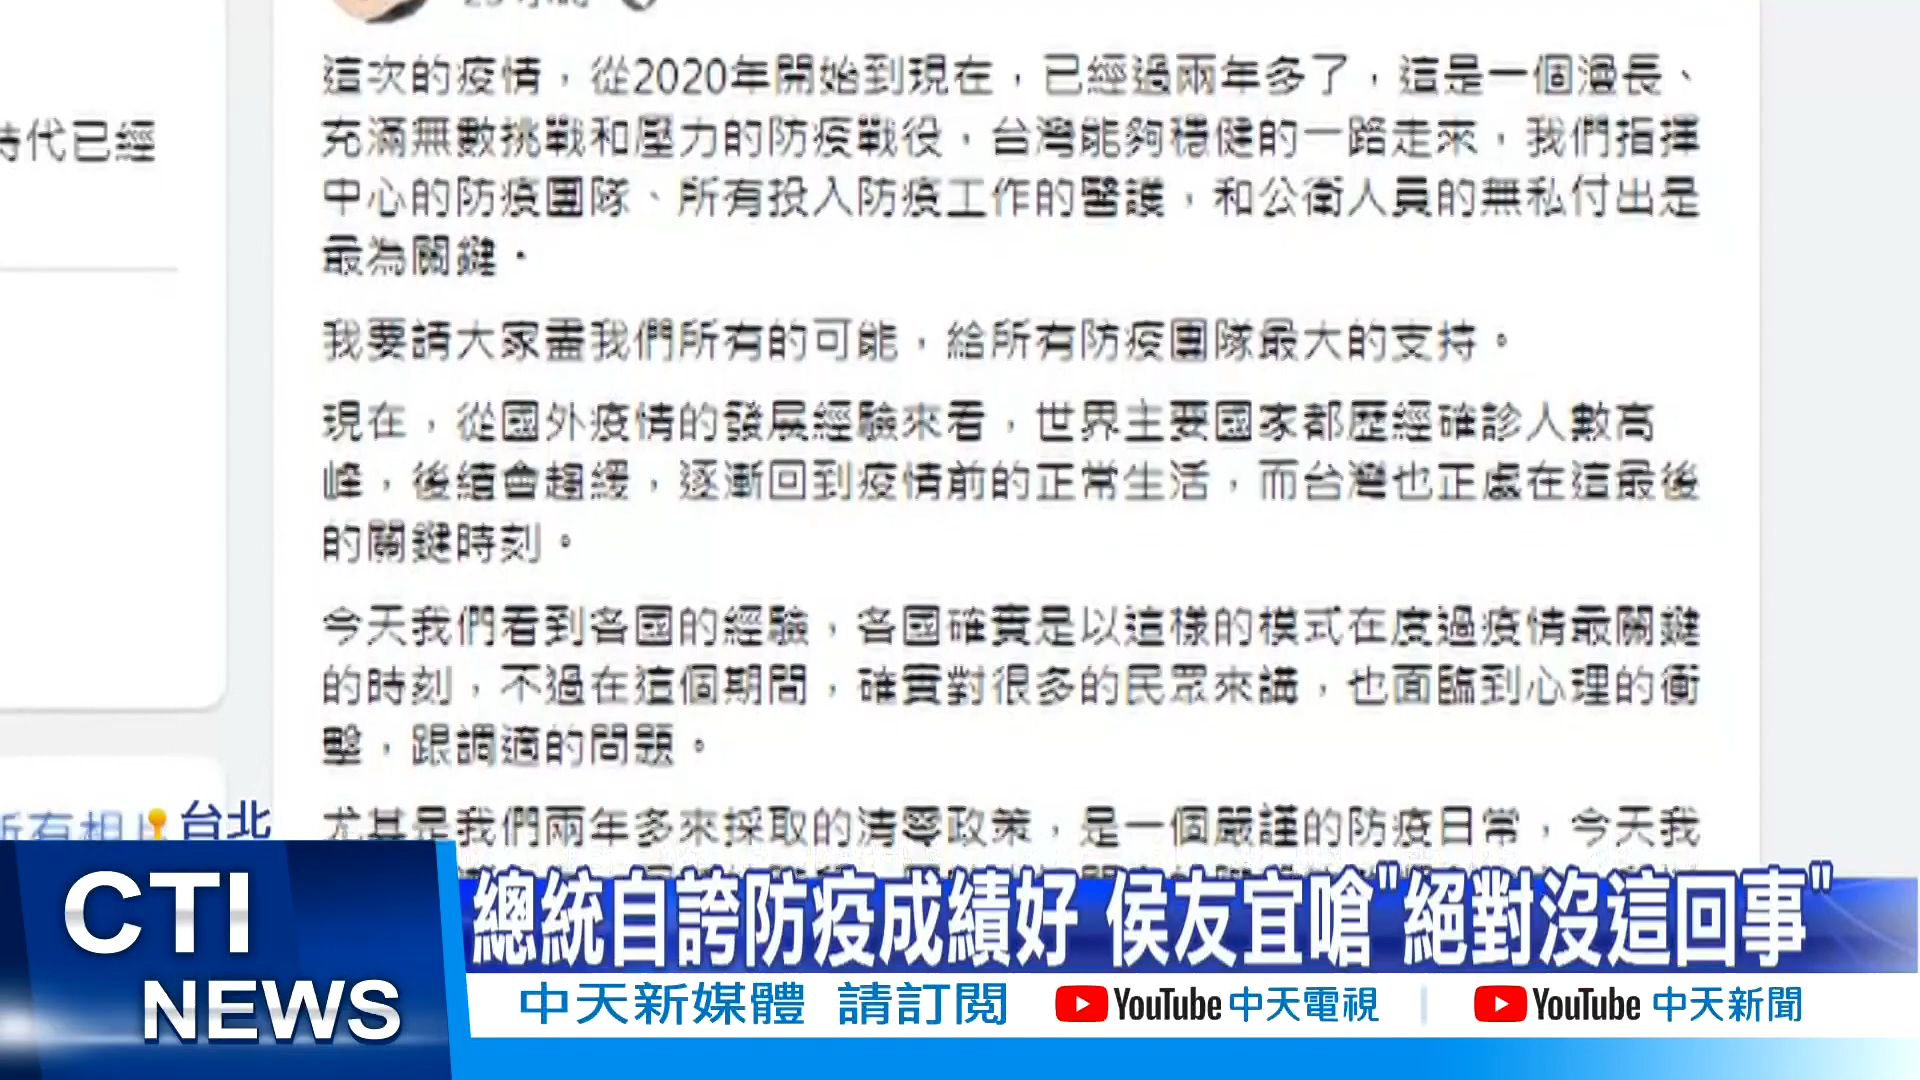 這次的疫情，從2020年開始到現在，已經過兩年多了，這是一個漫長、
充滿無數挑戰和壓力的防疫戰役，台灣能夠穩健的一路走來，我們指揮
中心的防疫團隊、所有投入防疫工作的醫護，和公衛人員的無私付出是
最為關鍵。
我要請大家盡我們所有的可能，給所有防疫團隊最大的支持。
現在，從國外疫情的發展經驗來看，世界主要國家都歷經確診人數高
峰，後續會趨緩，逐漸回到疫情前的正常生活，而台灣也正處在這最後
的關鍵時刻。
今天我們看到各國的經驗，各國確實是以這樣的模式在度過疫情最關鍵
的時刻，不過在這個期間，確實對很多的民眾來講，也面臨到心理的衝
擊，跟調適的問題。
尤其是我們兩年多來採取的清零政策，是一個嚴謹的防疫日常，今天我
時代已經
所有相片
台北
CTI
NEWS
總統自誇防疫成績好 侯友宜嗆"絕對沒這回事"
中天新媒體 請訂閱 YouTube 中天電視 | YouTube 中天新聞